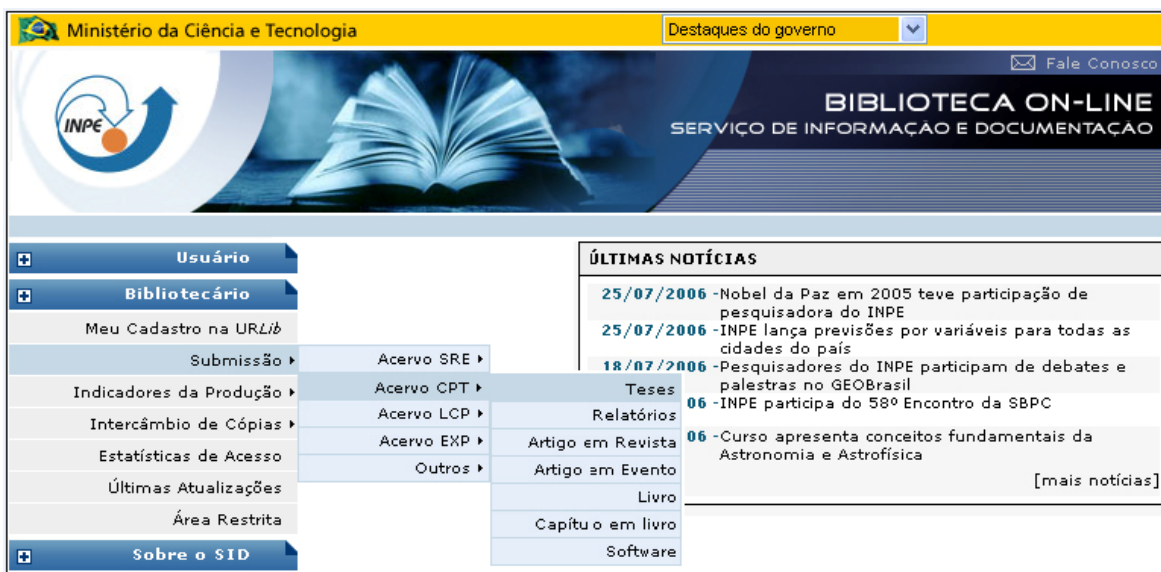 Ministério da Ciência e Tecnologia
Destaques do governo
Fale Conosco
INPE
BIBLIOTECA ON-LINE
SERVIÇO DE INFORMAÇÃO E DOCUMENTAÇÃO
Usuário
Bibliotecário
Meu Cadastro na URLib
Submissão
Indicadores da Produção
Intercâmbio de Cópias
Estatísticas de Acesso
Últimas Atualizações
Área Restrita
Sobre o SID
Acervo SRE
Acervo CPT
Acervo LCP
Acervo EXP
Outros
Teses
Relatórios
Artigo em Revista
Artigo em Evento
Livro
Capítu o em livro
Software
ÚLTIMAS NOTÍCIAS
25/07/2006 -Nobel da Paz em 2005 teve participação de
pesquisadora do INPE
25/07/2006 -INPE lança previsões por variáveis para todas as
cidades do país
18/07/2006 -Pesquisadores do INPE participam de debates e
palestras no GEOBrasil
06 -INPE participa do 58º Encontro da SBPC
06 -Curso apresenta conceitos fundamentais da
Astronomia e Astrofísica
[mais notícias]